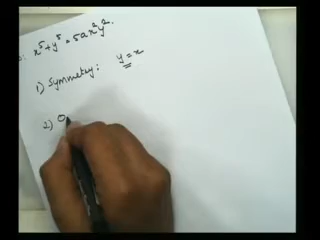 x⁵ + y⁵ = 5ax²y².
1) Symmetry: y = x
2) O